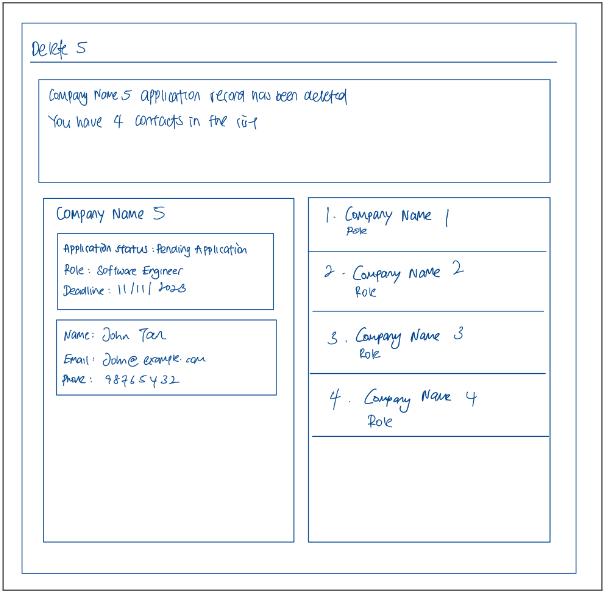 Delete 5
Company Name 5 application record has been deleted
You have 4 contacts in the list
Company Name 5
Application Status : Pending Application
Role : Software Engineer
Deadline : 11/11/2023
Name : John Tan
Email : John@example.com
Phone : 98765432
1. Company Name 1
Role
2. Company Name 2
Role
3. Company Name 3
Role
4. Company Name 4
Role